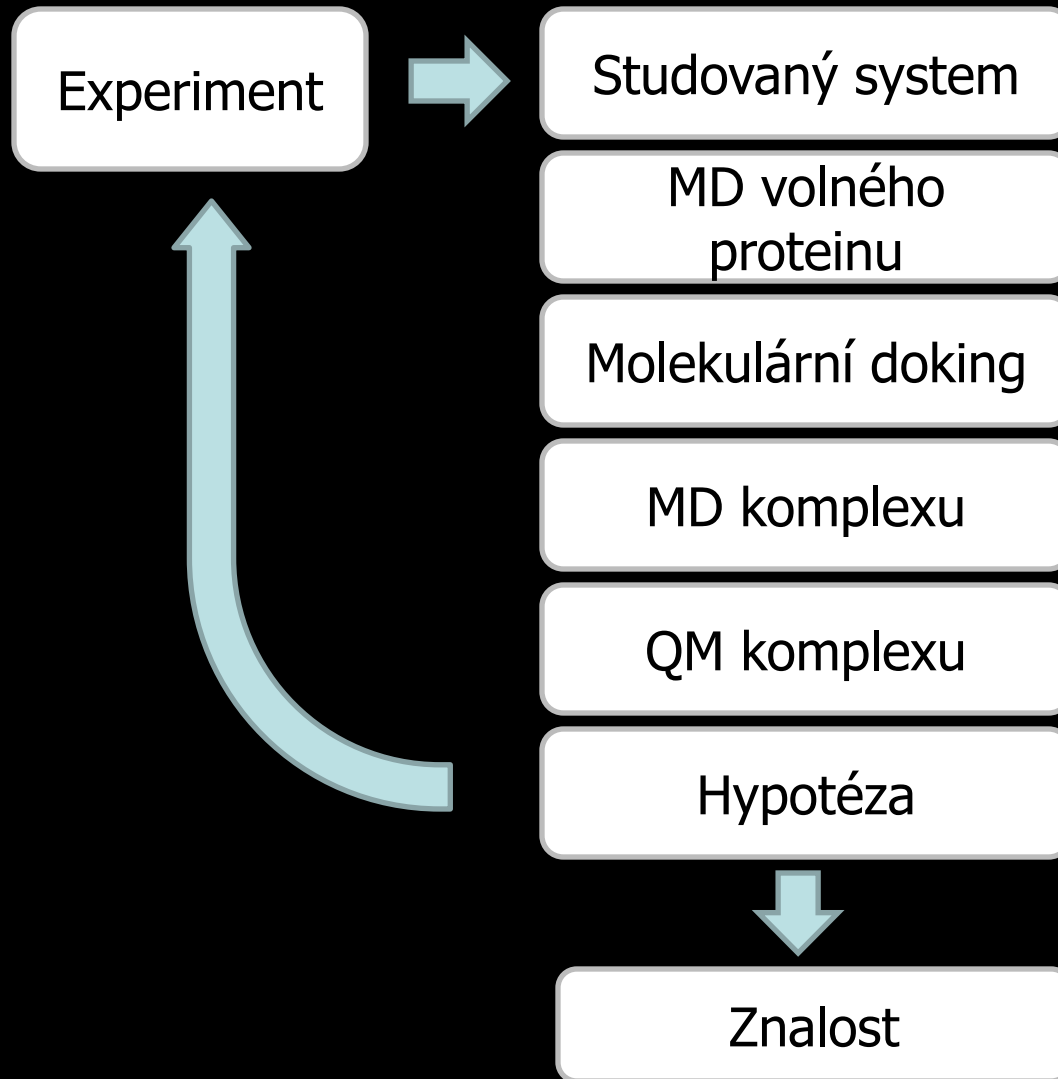 Experiment
Studovaný system
MD volného
proteinu
Molekulární doking
MD komplexu
QM komplexu
Hypotéza
Znalost